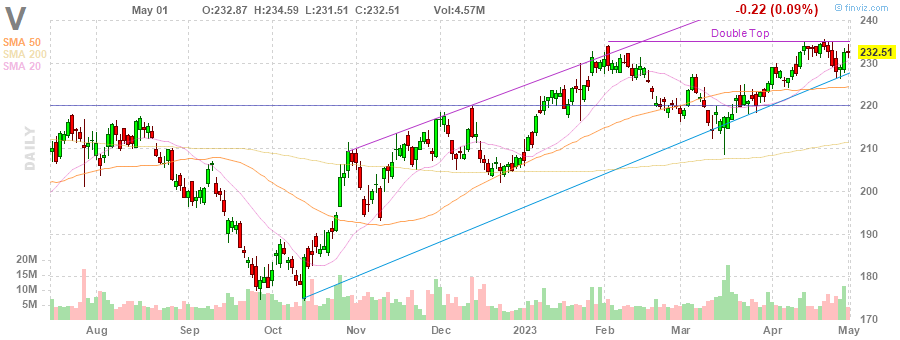 V
May 01 O:232.87 H:234.59 L:231.51 C:232.51 Vol:4.57M -0.22 (0.09%) © finviz.com
SMA 50
SMA 200
SMA 20
DAILY
Double Top
240
232.51
230
220
210
200
190
180
170
20M
15M
10M
5M
Aug Sep Oct Nov Dec 2023 Feb Mar Apr May